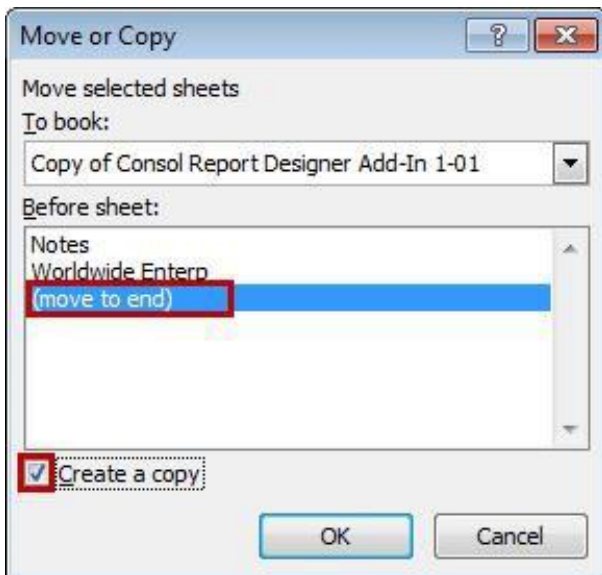 Move or Copy
Move selected sheets
To book:
Copy of Consol Report Designer Add-In 1-01
Before sheet:
Notes
Worldwide Enterp
(move to end)
Create a copy
OK Cancel